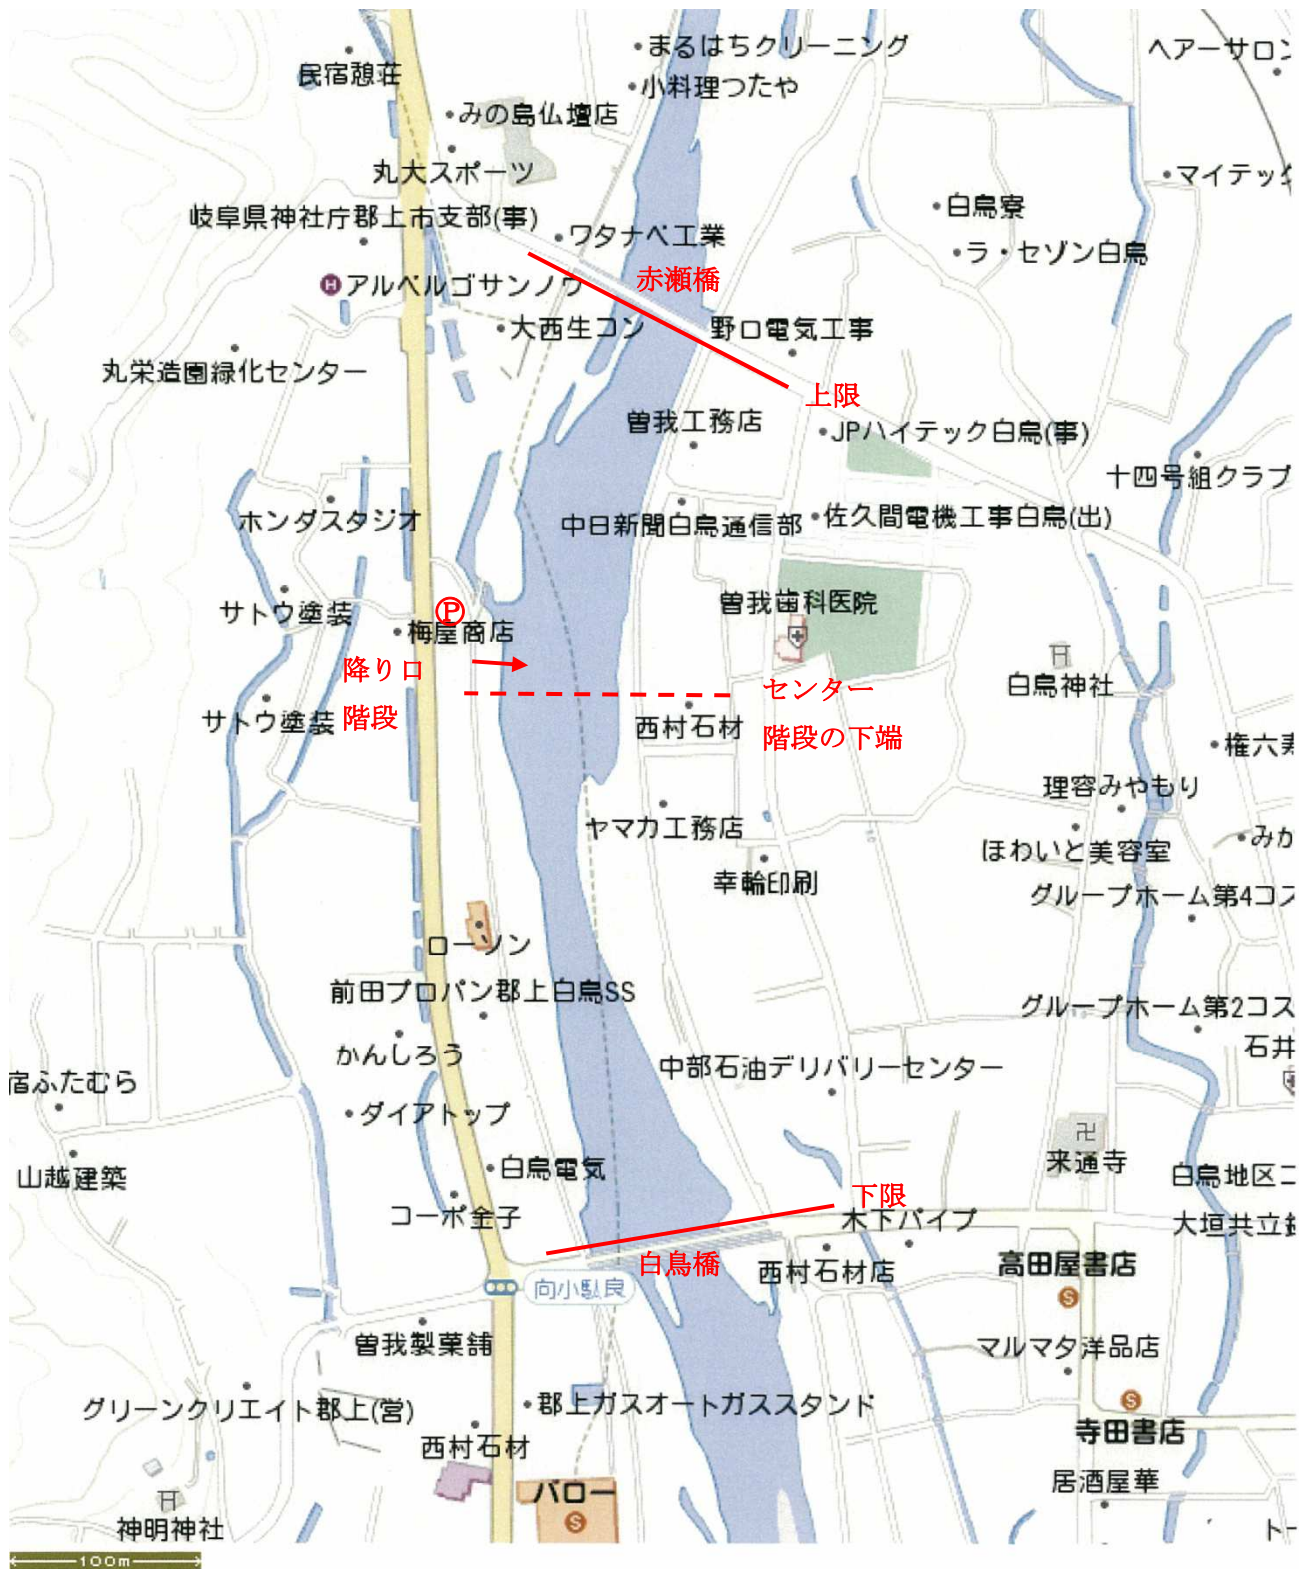 まるはちクリーニング
民宿憩荘
小料理つたや
みの島仏壇店
丸大スポーツ
マイテック
岐阜県神社庁郡上市支部(事)
白鳥寮
ワタナベ工業
ラ・セゾン白鳥
赤瀬橋
H
アルベルゴサンノウ
大西生コン
野口電気工事
丸栄造園緑化センター
上限
曽我工務店
JPハイテック白鳥(事)
十四号組クラブ
ホンダスタジオ
中日新聞白鳥通信部
佐久間電機工事白鳥(出)
サトウ塗装
曽我歯科医院
P
梅屋商店
降り口
階段
白鳥神社
センター
階段の下端
サトウ塗装
西村石材
理容みやもり
ヤマカ工務店
ほわいと美容室
幸輪印刷
グループホーム第4コス
ローソン
前田プロパン郡上白鳥SS
グループホーム第2コス
石井
かんしろう
中部石油デリバリーセンター
宿ふたむら
ダイアトップ
山越建築
白鳥電気
来通寺
白鳥地区
コーポ金子
下限
木下パイプ
大垣共立
白鳥橋
西村石材店
高田屋書店
向小駄良
S
曽我製菓舗
マルマタ洋品店
グリーンクリエイト郡上(営)
郡上ガスオートガススタンド
S
寺田書店
西村石材
バロー
居酒屋華
S
神明神社
100m